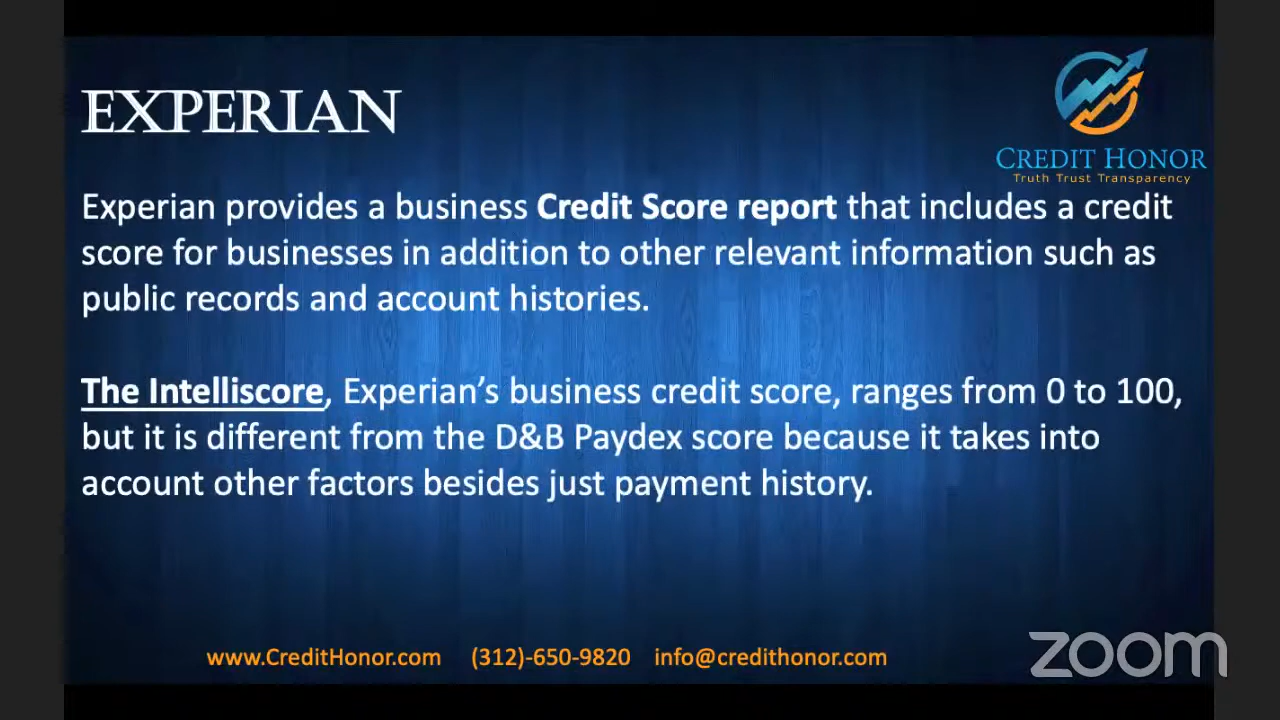 EXPERIAN
CREDIT HONOR
Truth Trust Transparency
Experian provides a business Credit Score report that includes a credit
score for businesses in addition to other relevant information such as
public records and account histories.
The Intelliscore, Experian’s business credit score, ranges from 0 to 100,
but it is different from the D&B Paydex score because it takes into
account other factors besides just payment history.
www.CreditHonor.com (312)-650-9820 info@credithonor.com
zoom